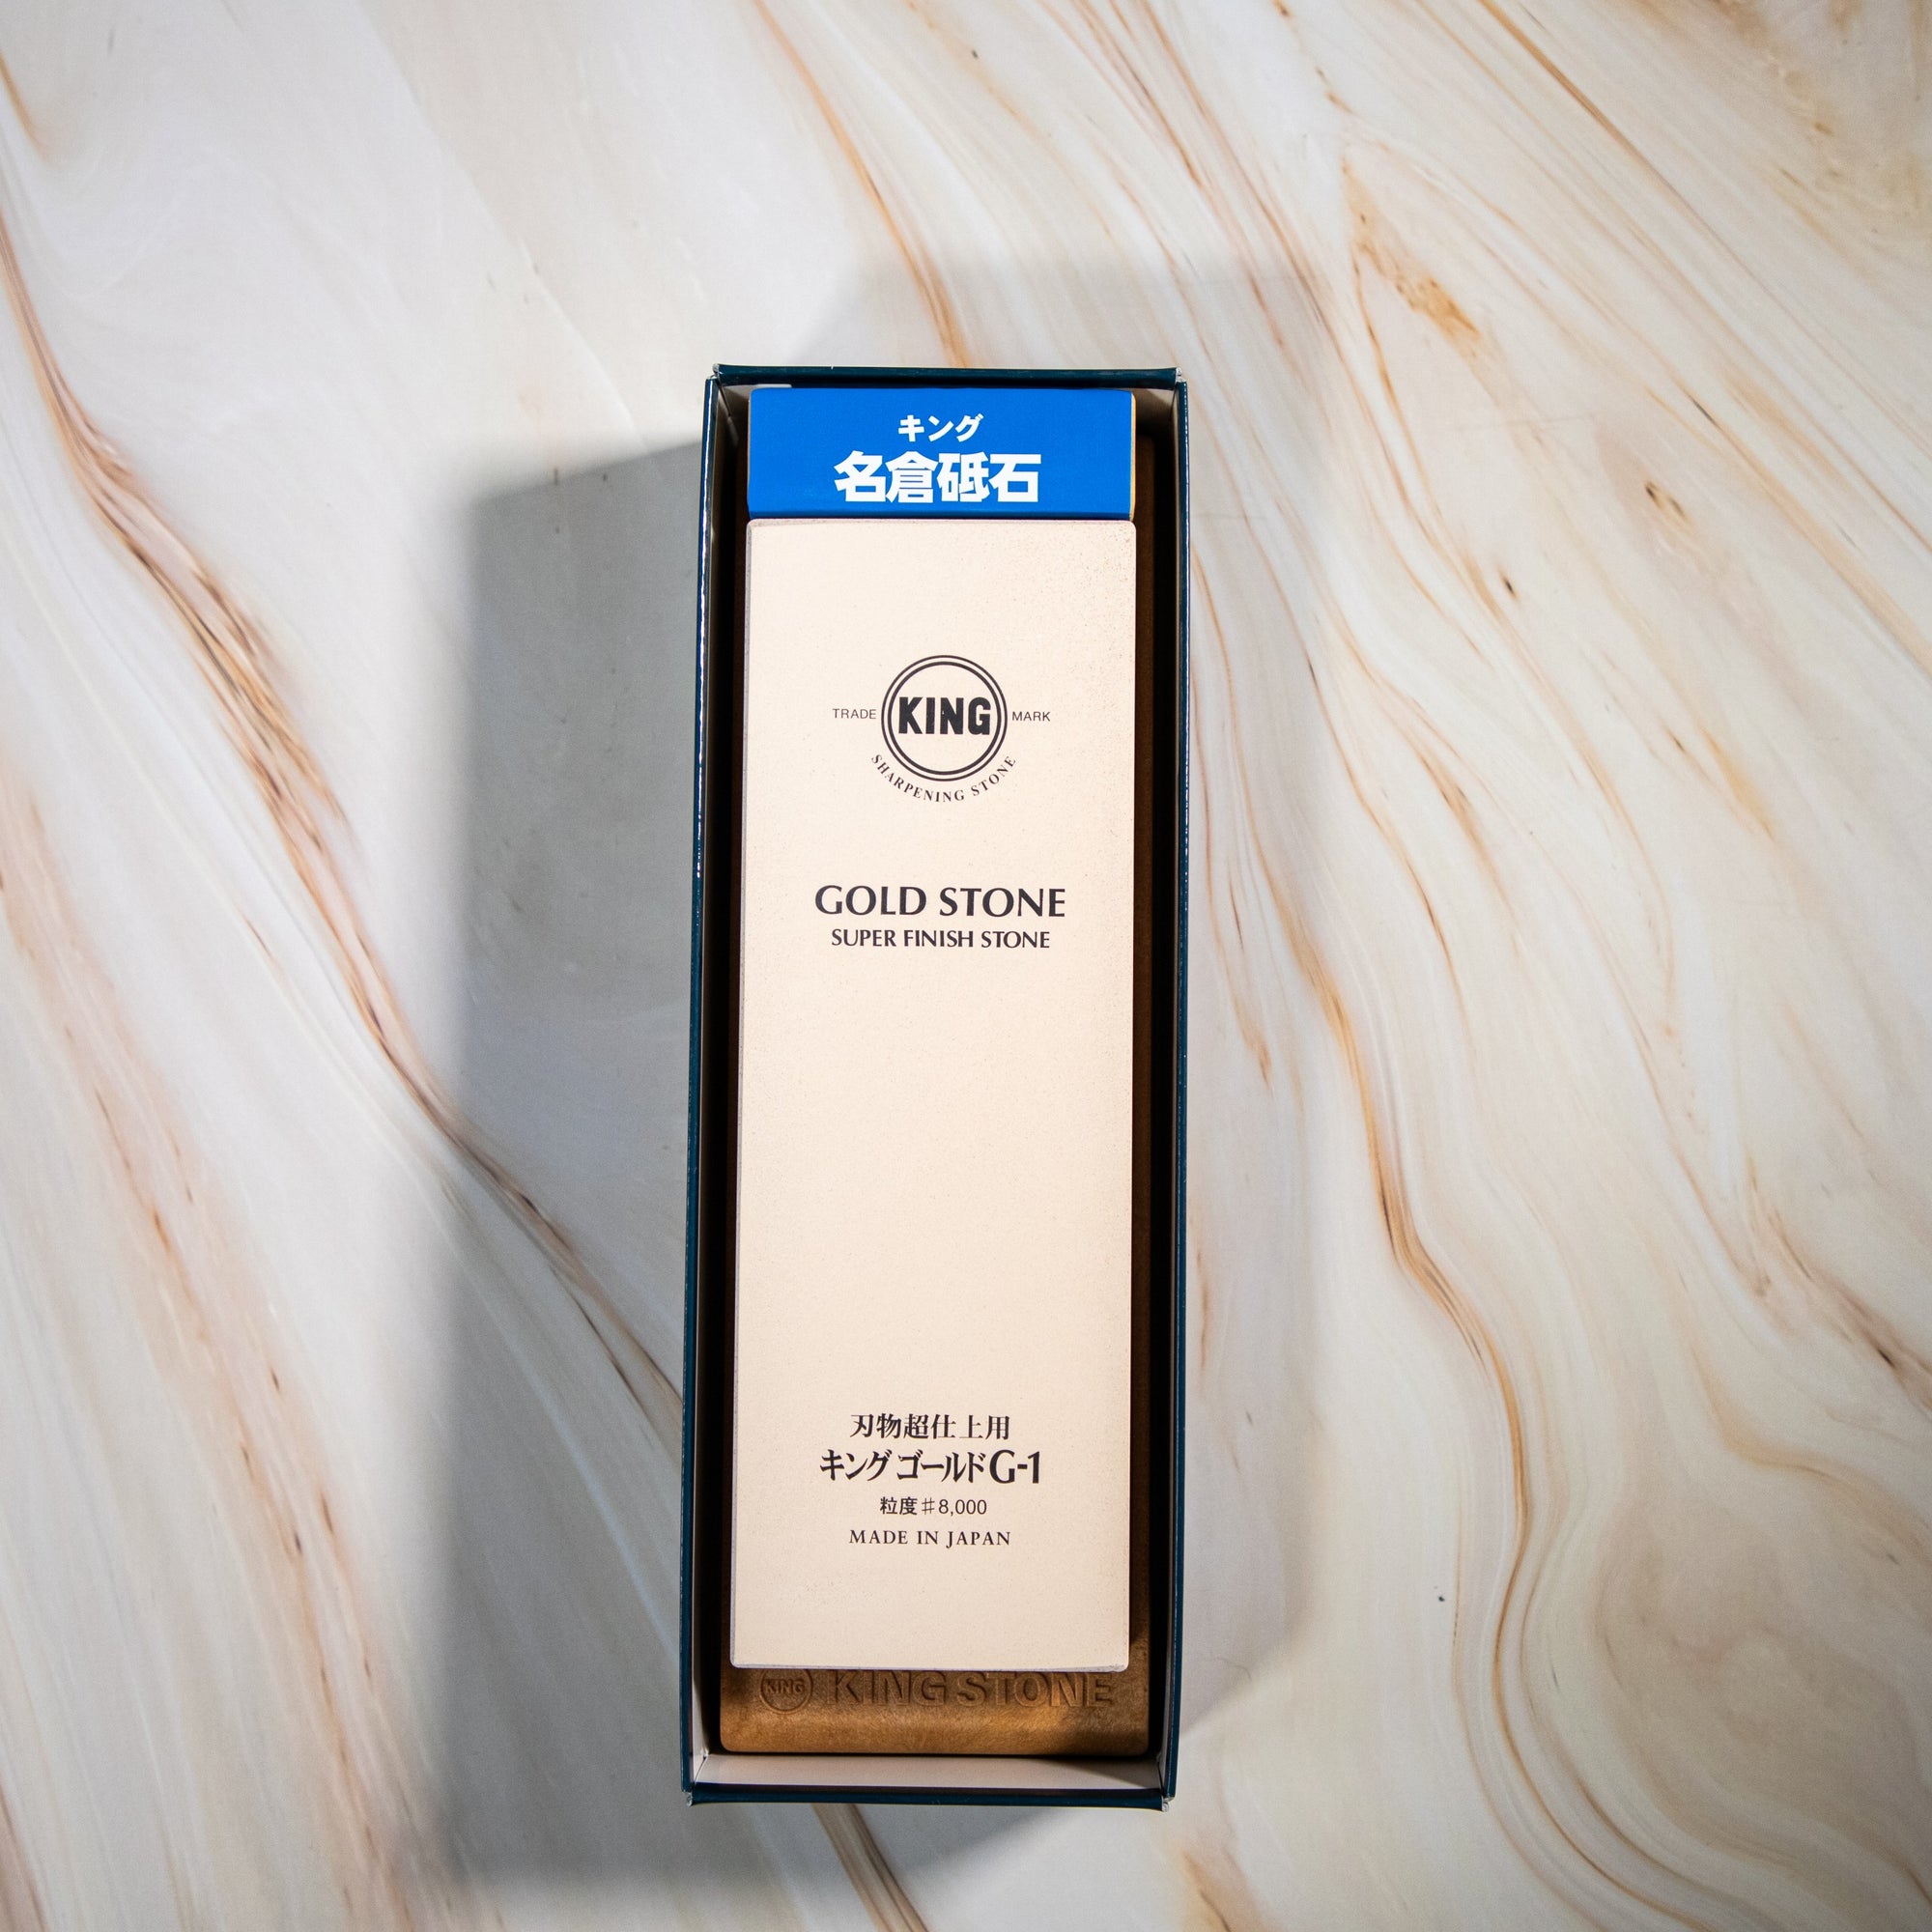 キング
名倉砥石
TRADE KING MARK
SHARPENING STONE
GOLD STONE
SUPER FINISH STONE
刃物超仕上用
キングゴールドG-1
粒度#8,000
MADE IN JAPAN
KING KING STONE